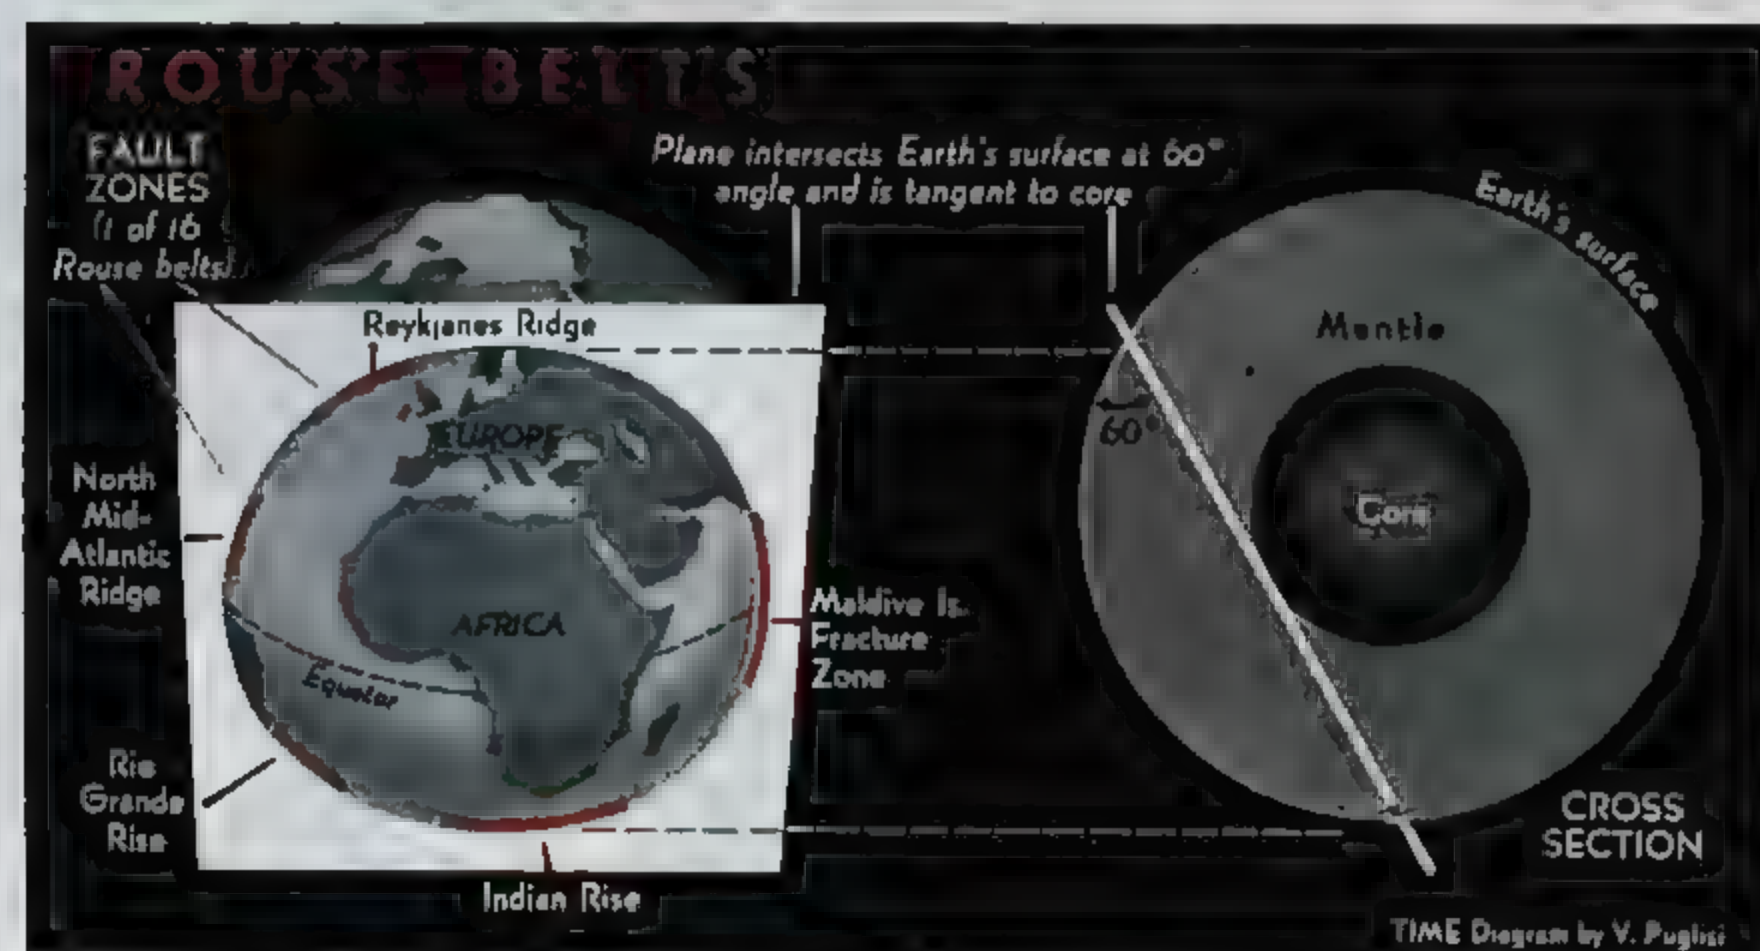 ROUSE BELTS
FAULT
ZONES
(1 of 16
Rouse belts)
Plane intersects Earth's surface at 60°
angle and is tangent to core
Earth's surface
Reykjanes Ridge
Mantle
60°
Core
EUROPE
North
Mid-
Atlantic
Ridge
AFRICA
Maldive Is.
Fracture
Zone
Equator
Rio
Grande
Rise
Indian Rise
CROSS
SECTION
TIME Diagram by V. Puglisi